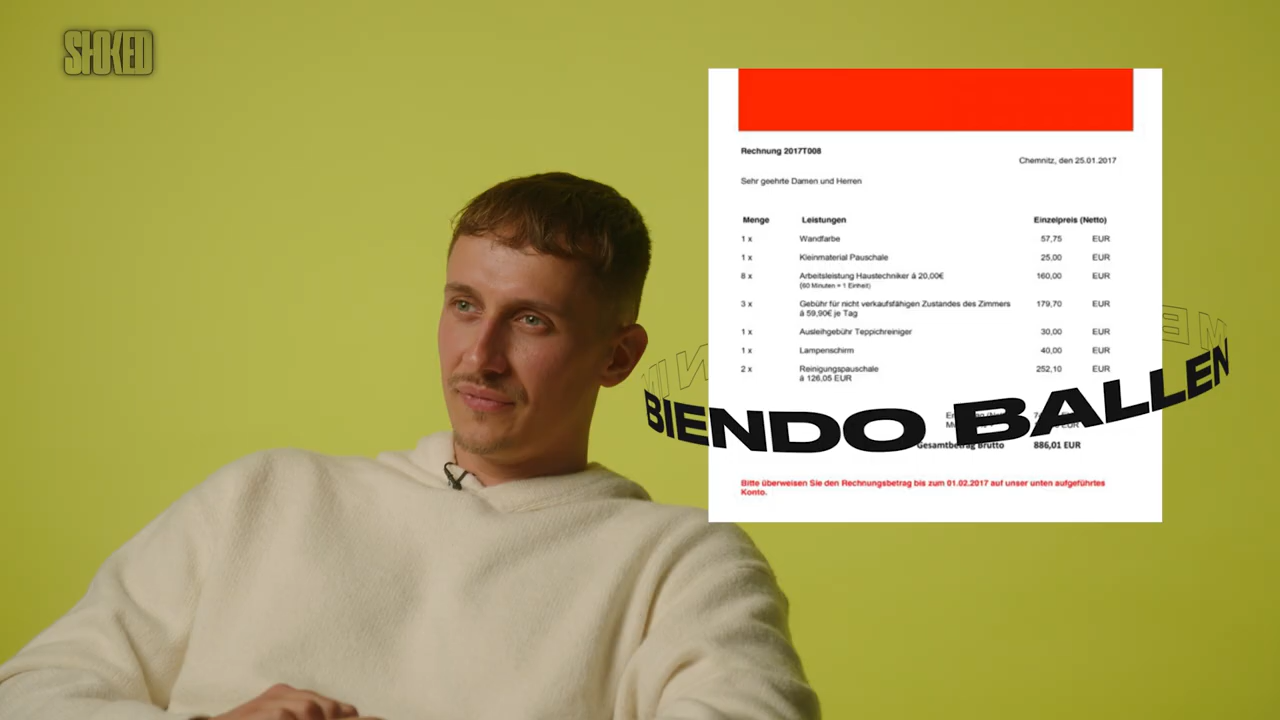 STOKED
Rechnung 2017T008
Chemnitz, den 25.01.2017
Sehr geehrte Damen und Herren
Menge Leistungen Einzelpreis (Netto)
1 x Wandfarbe 57,75 EUR
1 x Kleinmaterial Pauschale 25,00 EUR
8 x Arbeitsleistung Haustechniker á 20,00€ 160,00 EUR
(60 Minuten = 1 Einheit)
3 x Gebühr für nicht verkaufsfähigen Zustandes des Zimmers 179,70 EUR
á 59,90€ je Tag
1 x Ausleihgebühr Teppichreiniger 30,00 EUR
1 x Lampenschirm 40,00 EUR
2 x Reinigungspauschale 252,10 EUR
á 126,05 EUR
BIENDO BALLEN
Gesamtbetrag Brutto 886,01 EUR
Bitte überweisen Sie den Rechnungsbetrag bis zum 01.02.2017 auf unser unten aufgeführtes
Konto.